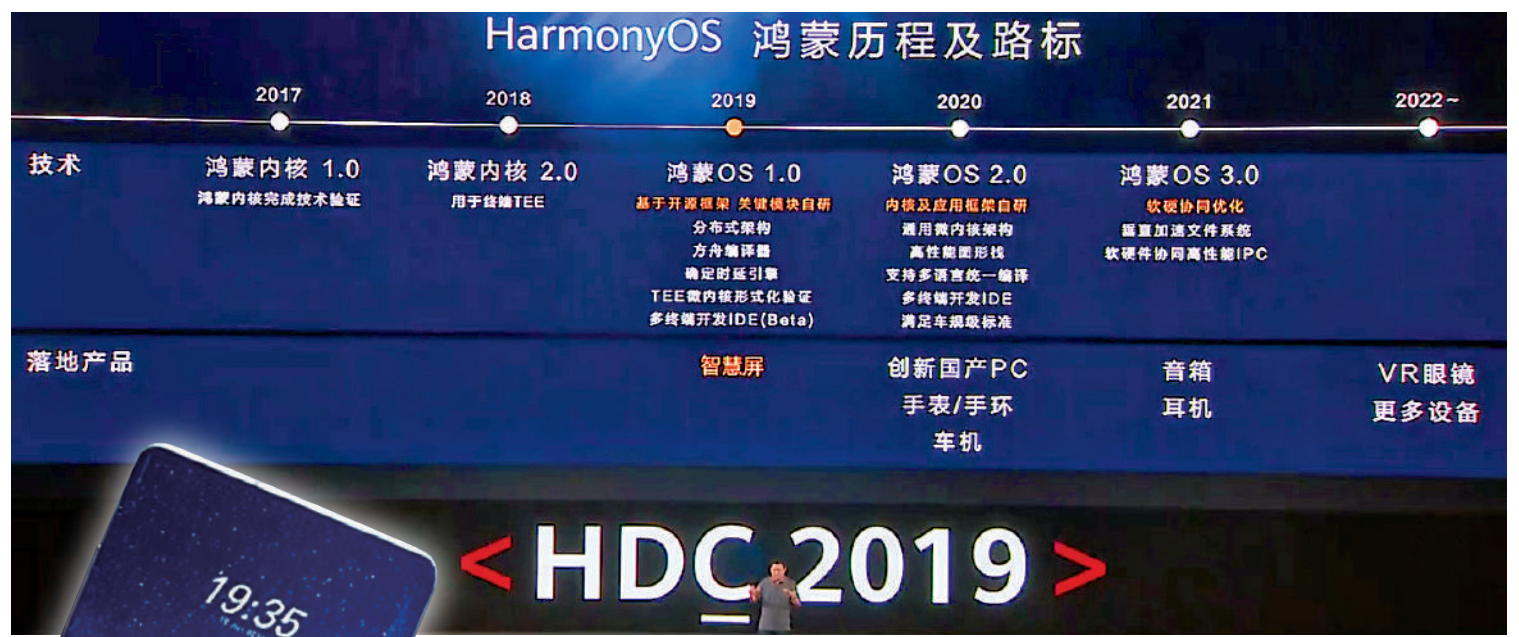 HarmonyOS 鸿蒙历程及路标
2017
2018
2019
2020
2021
2022~
技术
鸿蒙内核 1.0
鸿蒙内核完成技术验证
鸿蒙内核 2.0
用于终端TEE
鸿蒙OS 1.0
基于开源框架 关键模块自研
分布式架构
方舟编译器
确定时延引擎
TEE微内核形式化验证
多终端开发IDE(Beta)
鸿蒙OS 2.0
内核及应用框架自研
通用微内核架构
高性能图形栈
支持多语言统一编译
多终端开发IDE
满足车规级标准
鸿蒙OS 3.0
软硬协同优化
垂直加速文件系统
软硬件协同高性能IPC
落地产品
智慧屏
创新国产PC
手表/手环
车机
音箱
耳机
VR眼镜
更多设备
<HDC 2019>
19:35